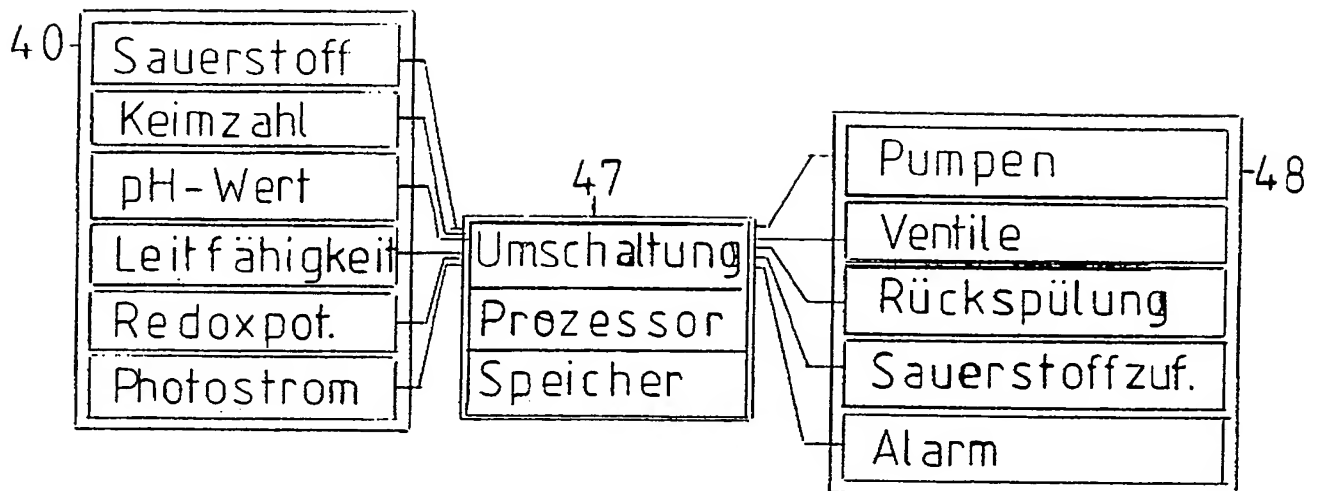 40
Sauerstoff
Keimzahl
pH-Wert
Leitfähigkeit
Redoxpot.
Photostrom
47
Umschaltung
Prozessor
Speicher
48
Pumpen
Ventile
Rückspülung
Sauerstoffzuf.
Alarm